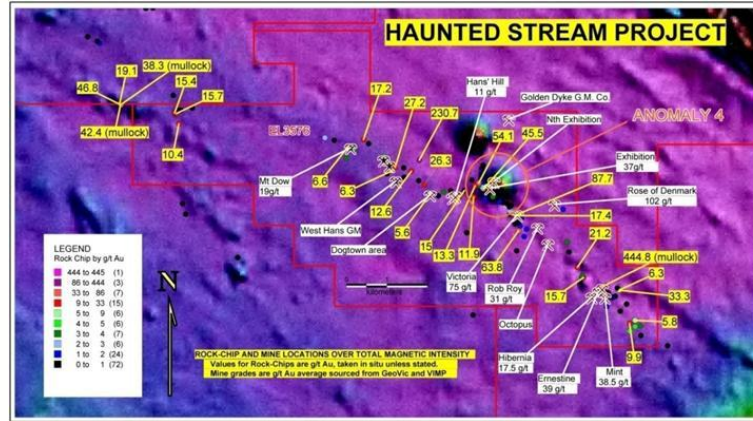 HAUNTED STREAM PROJECT
38.3 (mullock)
19.1
46.8
15.4
15.7
42.4 (mullock)
10.4
17.2
27.2
230.7
Hans' Hill
11 g/t
Golden Dyke G.M. Co.
Nth Exhibition
ANOMALY 4
EL3576
54.1
45.5
26.3
Exhibition
37g/t
Mt Dow
19g/t
6.6
6.3
12.6
87.7
Rose of Denmark
102 g/t
West Hans GM
5.6
Dogtown area
15
13.3
11.9
17.4
21.2
Victoria
75 g/t
63.8
Rob Roy
31 g/t
Octopus
444.8 (mullock)
6.3
33.3
15.7
5.8
9.9
Hibernia
17.5 g/t
Ernestine
39 g/t
Mint
38.5 g/t
kilometers
N
LEGEND
Rock Chip by g/t Au
444 to 445 (1)
86 to 444 (3)
33 to 86 (7)
9 to 33 (15)
5 to 9 (6)
4 to 5 (6)
3 to 4 (7)
2 to 3 (6)
1 to 2 (24)
0 to 1 (72)
ROCK-CHIP AND MINE LOCATIONS OVER TOTAL MAGNETIC INTENSITY
Values for Rock-Chips are g/t Au, taken in situ unless stated.
Mine grades are g/t Au average sourced from GeoVic and VIMP